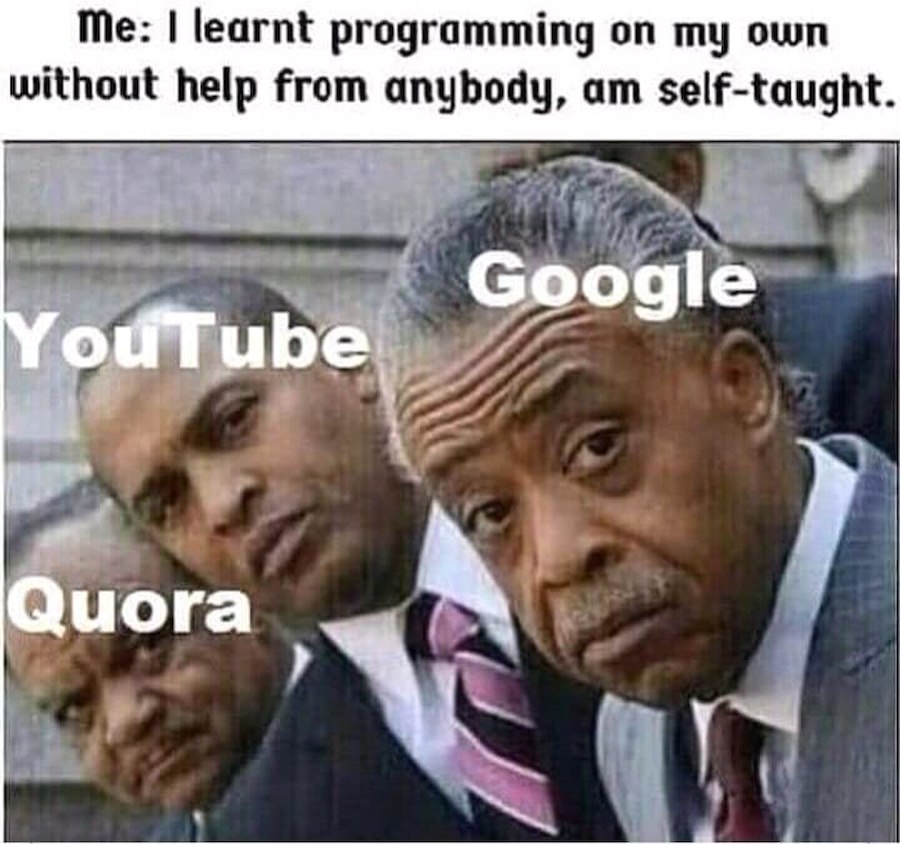 Me: I learnt programming on my own
without help from anybody, am self-taught.
Google
YouTube
Quora